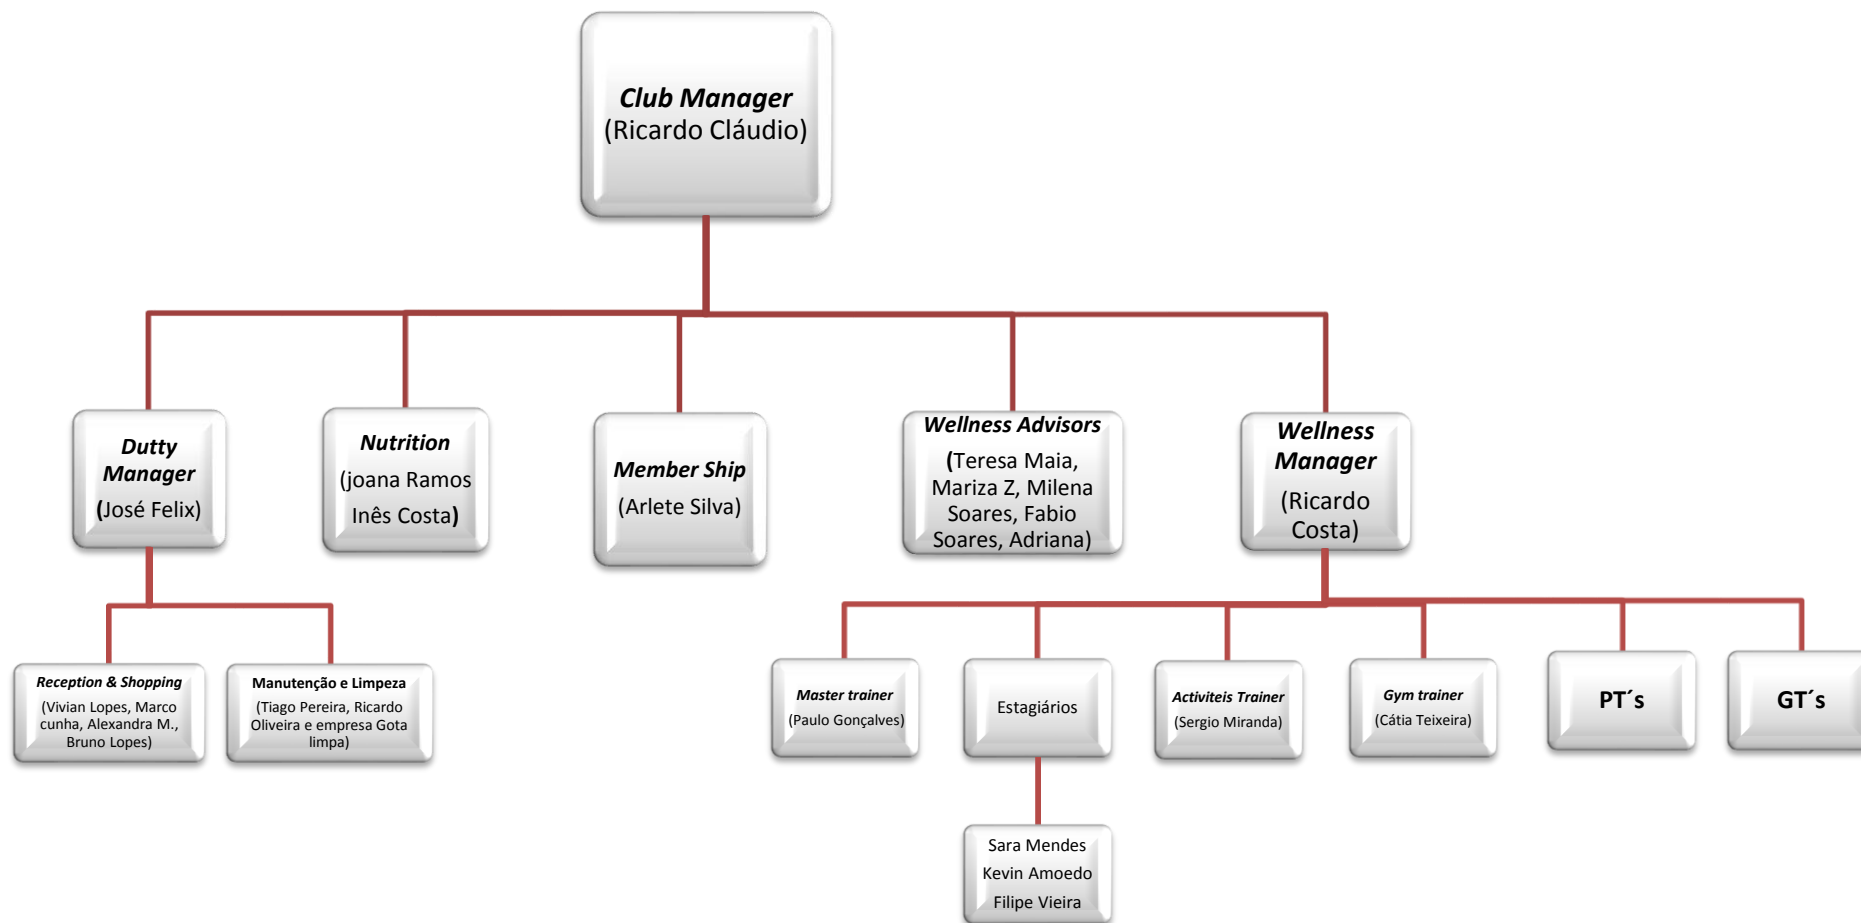 Club Manager
(Ricardo Cláudio)
Dutty
Manager
(José Felix)
Nutrition
(joana Ramos
Inês Costa)
Member Ship
(Arlete Silva)
Wellness Advisors
(Teresa Maia,
Mariza Z, Milena
Soares, Fabio
Soares, Adriana)
Wellness
Manager
(Ricardo
Costa)
Reception & Shopping
(Vivian Lopes, Marco
cunha, Alexandra M.,
Bruno Lopes)
Manutenção e Limpeza
(Tiago Pereira, Ricardo
Oliveira e empresa Gota
limpa)
Master trainer
(Paulo Gonçalves)
Estagiários
Activiteis Trainer
(Sergio Miranda)
Gym trainer
(Cátia Teixeira)
PT´s
GT´s
Sara Mendes
Kevin Amoedo
Filipe Vieira